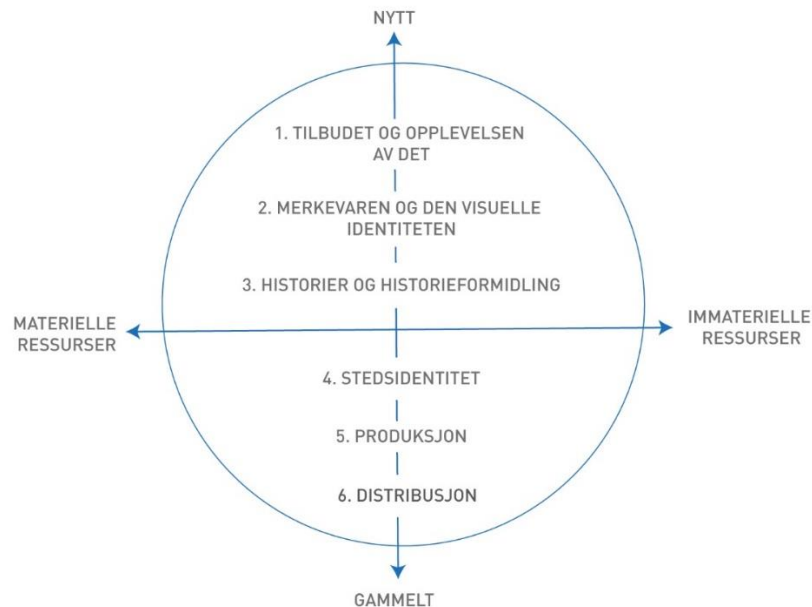 NYTT
1. TILBUDET OG OPPLEVELSEN
AV DET
2. MERKEVAREN OG DEN VISUELLE
IDENTITETEN
3. HISTORIER OG HISTORIEFORMIDLING
MATERIELLE
RESSURSER
IMMATERIELLE
RESSURSER
4. STEDSIDENTITET
5. PRODUKSJON
6. DISTRIBUSJON
GAMMELT